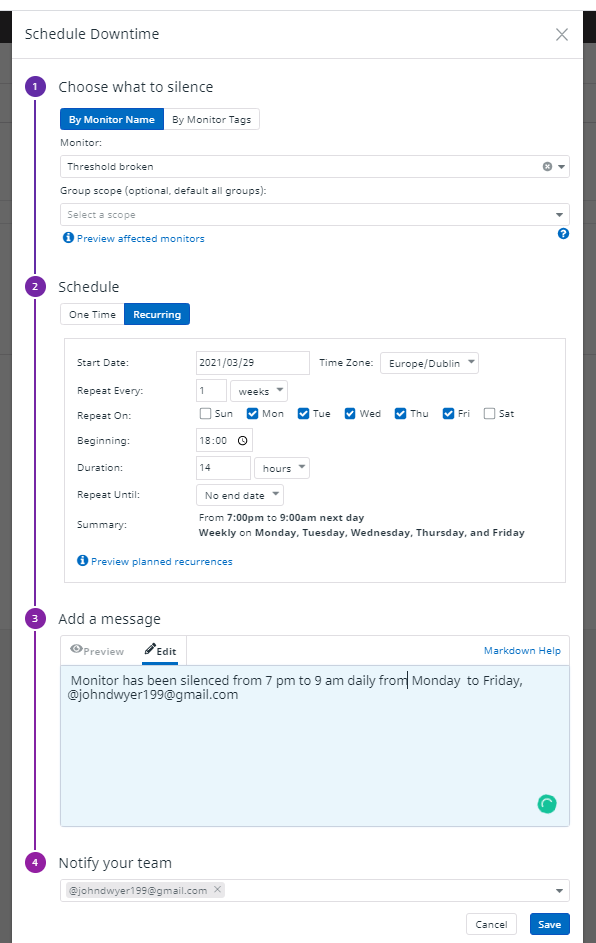 Schedule Downtime
1 Choose what to silence
By Monitor Name By Monitor Tags
Monitor:
Threshold broken
Group scope (optional, default all groups):
Select a scope
Preview affected monitors ?
2 Schedule
One Time Recurring
Start Date: 2021/03/29 Time Zone: Europe/Dublin
Repeat Every: 1 weeks
Repeat On: Sun Mon Tue Wed Thu Fri Sat
Beginning: 18:00
Duration: 14 hours
Repeat Until: No end date
Summary: From 7:00pm to 9:00am next day
Weekly on Monday, Tuesday, Wednesday, Thursday, and Friday
Preview planned recurrences
3 Add a message
Preview Edit Markdown Help
Monitor has been silenced from 7 pm to 9 am daily from Monday to Friday,
@johndwyer199@gmail.com
4 Notify your team
@johndwyer199@gmail.com
Cancel Save